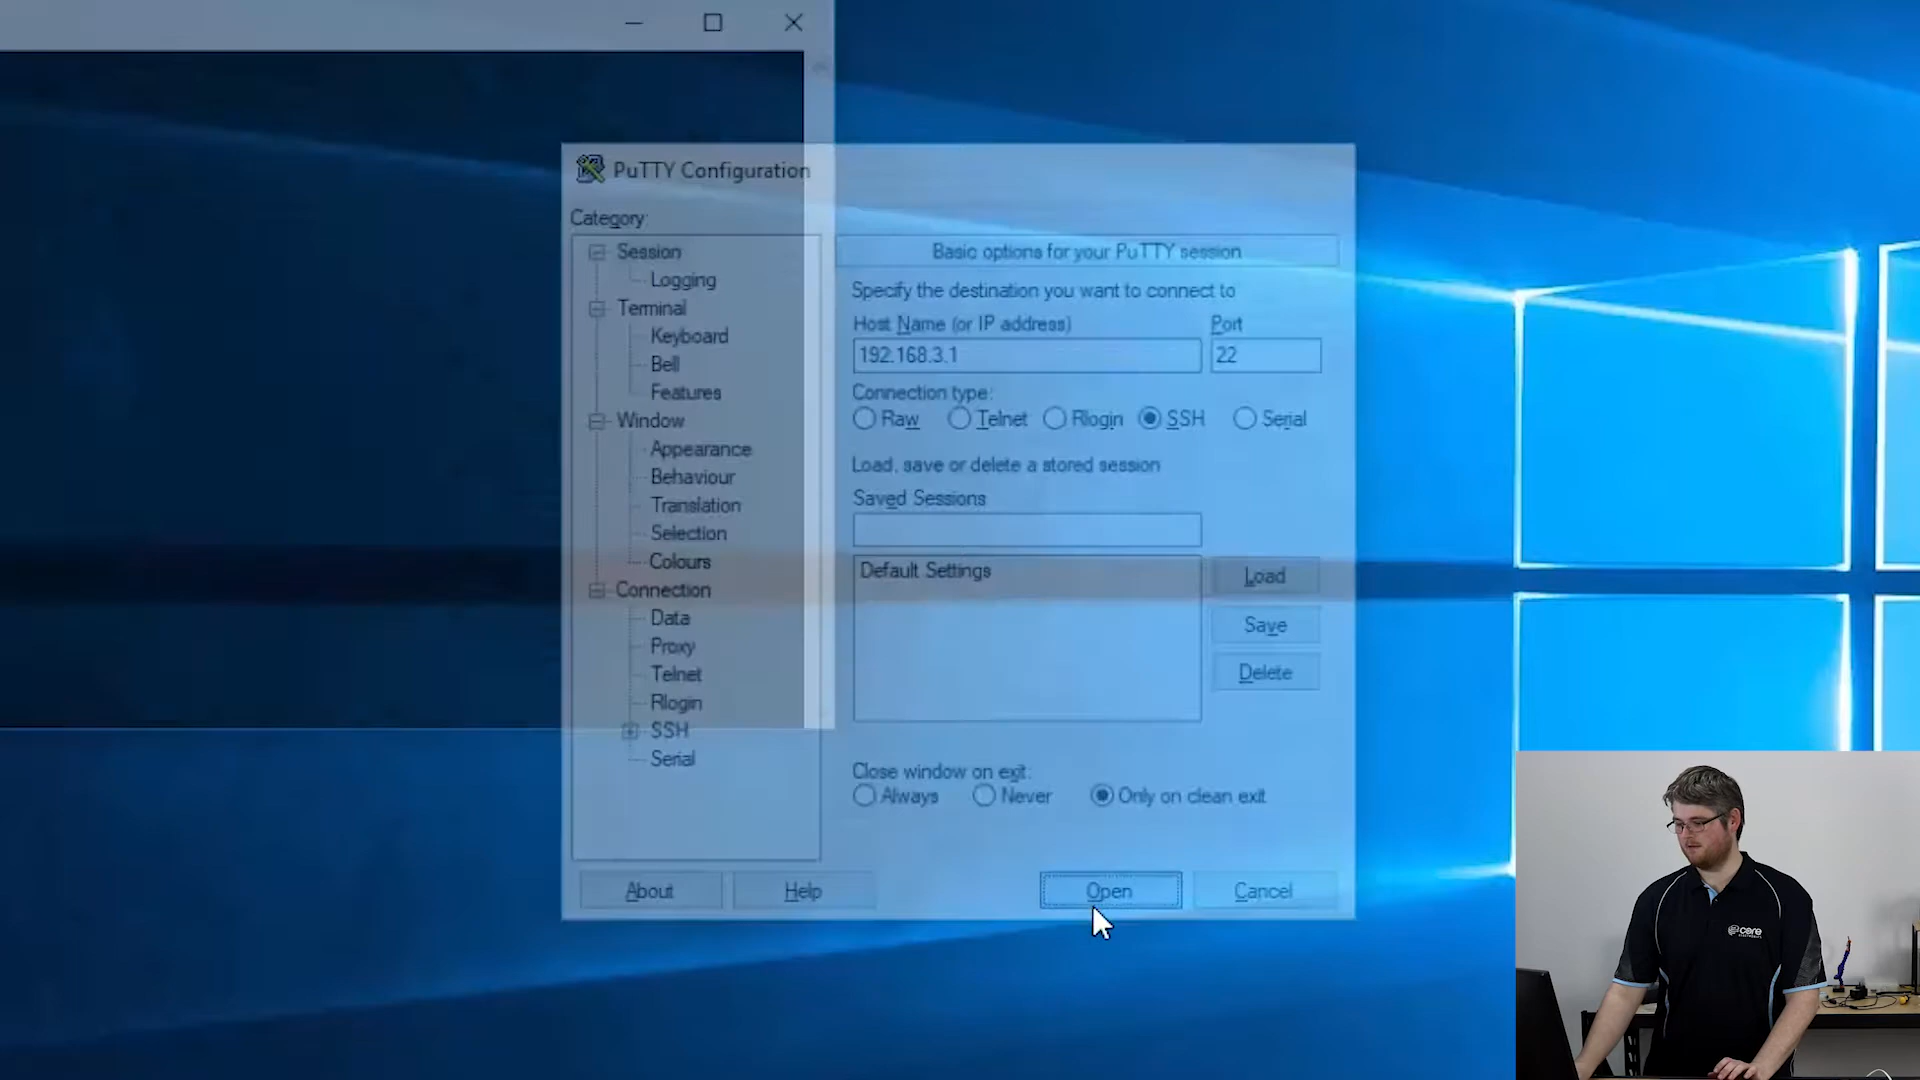 PuTTY Configuration
Category:
Session
Logging
Terminal
Keyboard
Bell
Features
Window
Appearance
Behaviour
Translation
Selection
Colours
Connection
Data
Proxy
Telnet
Rlogin
SSH
Serial
Basic options for your PuTTY session
Specify the destination you want to connect to
Host Name (or IP address) Port
192.168.3.1 22
Connection type:
Raw Telnet Rlogin SSH Serial
Load, save or delete a stored session
Saved Sessions
Default Settings
Load
Save
Delete
Close window on exit:
Always Never Only on clean exit
About Help Open Cancel
core